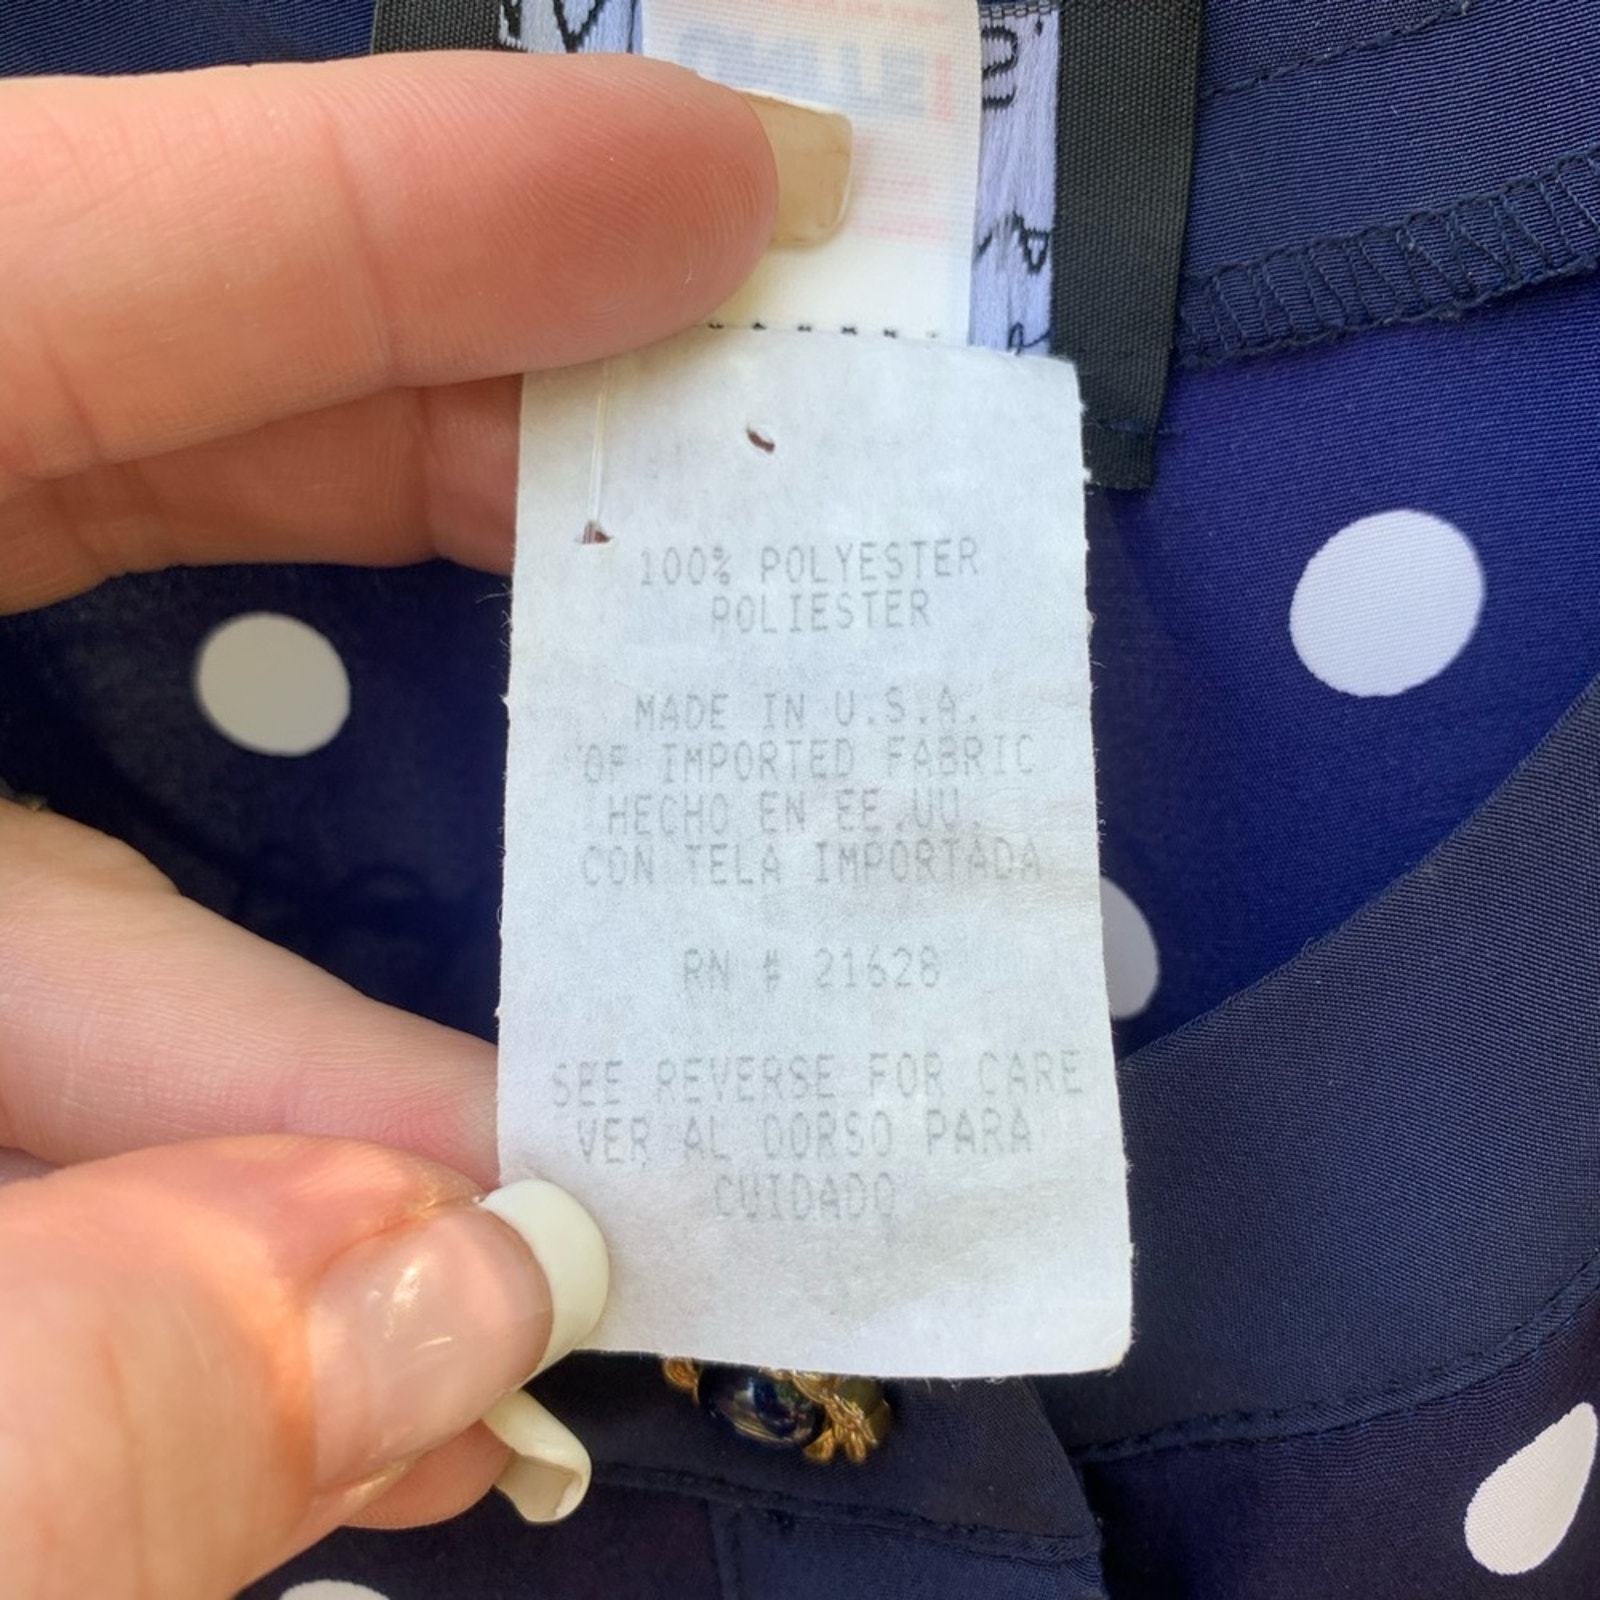 100% POLYESTER
POLIESTER
MADE IN U.S.A.
OF IMPORTED FABRIC
HECHO EN EE.UU.
CON TELA IMPORTADA
RN # 21628
SEE REVERSE FOR CARE
VER AL DORSO PARA
CUIDADO